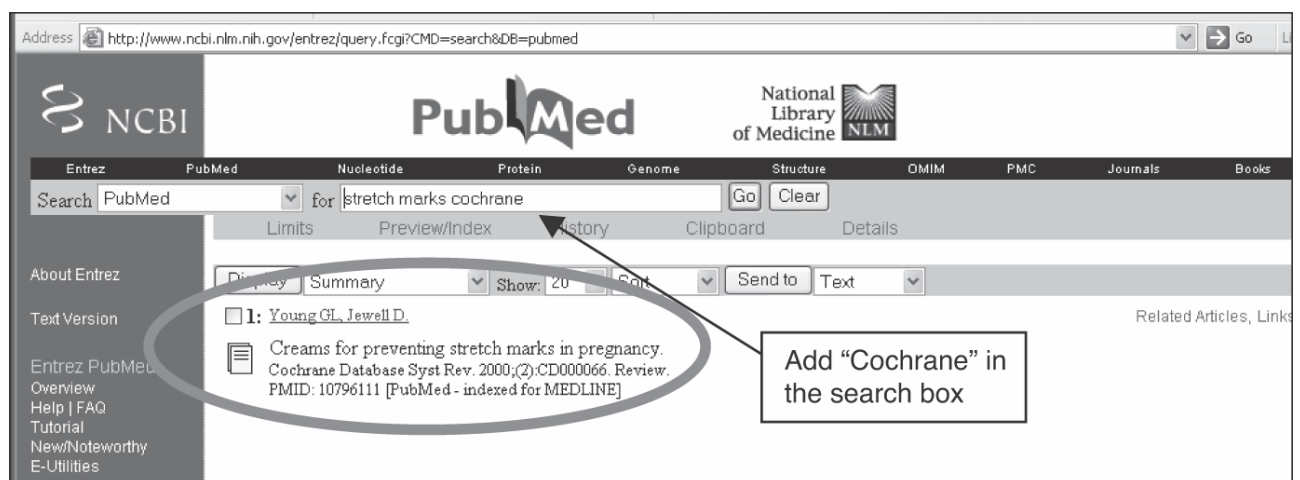 Address http://www.ncbi.nlm.nih.gov/entrez/query.fcgi?CMD=search&DB=pubmed Go
NCBI
PubMed
National
Library
of Medicine NLM
Entrez PubMed Nucleotide Protein Genome Structure OMIM PMC Journals Books
Search PubMed for stretch marks cochrane Go Clear
Limits Preview/Index History Clipboard Details
About Entrez
Display Summary Show: 20 Sort Send to Text
Text Version
1: Young GL, Jewell D. Related Articles, Links
Creams for preventing stretch marks in pregnancy.
Cochrane Database Syst Rev. 2000;(2):CD000066. Review.
PMID: 10796111 [PubMed - indexed for MEDLINE]
Entrez PubMed
Overview
Help | FAQ
Tutorial
New/Noteworthy
E-Utilities
Add “Cochrane” in
the search box